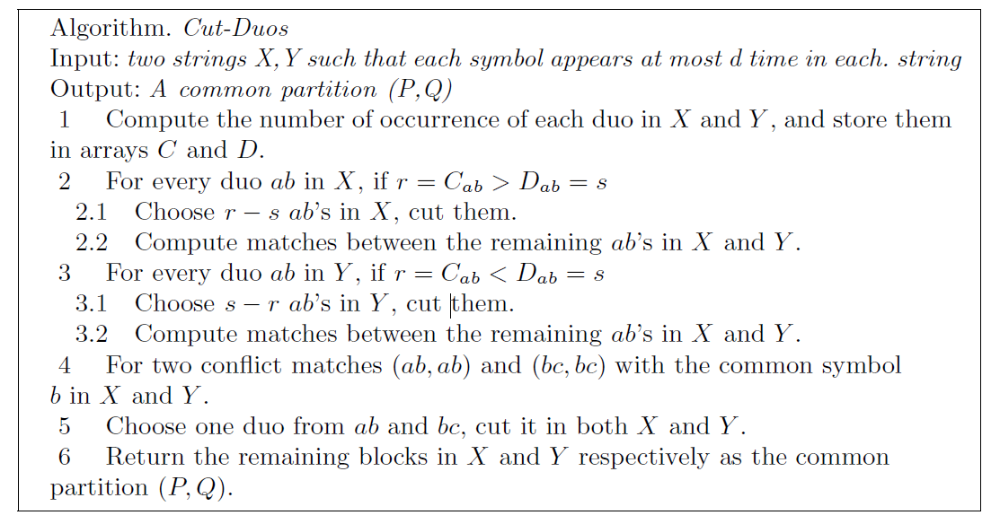 Algorithm. Cut-Duos
Input: two strings X, Y such that each symbol appears at most d time in each. string
Output: A common partition (P,Q)
1 Compute the number of occurrence of each duo in X and Y, and store them
in arrays C and D.
2 For every duo ab in X, if r = C_{ab} > D_{ab} = s
2.1 Choose r − s ab's in X, cut them.
2.2 Compute matches between the remaining ab's in X and Y.
3 For every duo ab in Y, if r = C_{ab} < D_{ab} = s
3.1 Choose s − r ab's in Y, cut them.
3.2 Compute matches between the remaining ab's in X and Y.
4 For two conflict matches (ab, ab) and (bc, bc) with the common symbol
b in X and Y.
5 Choose one duo from ab and bc, cut it in both X and Y.
6 Return the remaining blocks in X and Y respectively as the common
partition (P, Q).